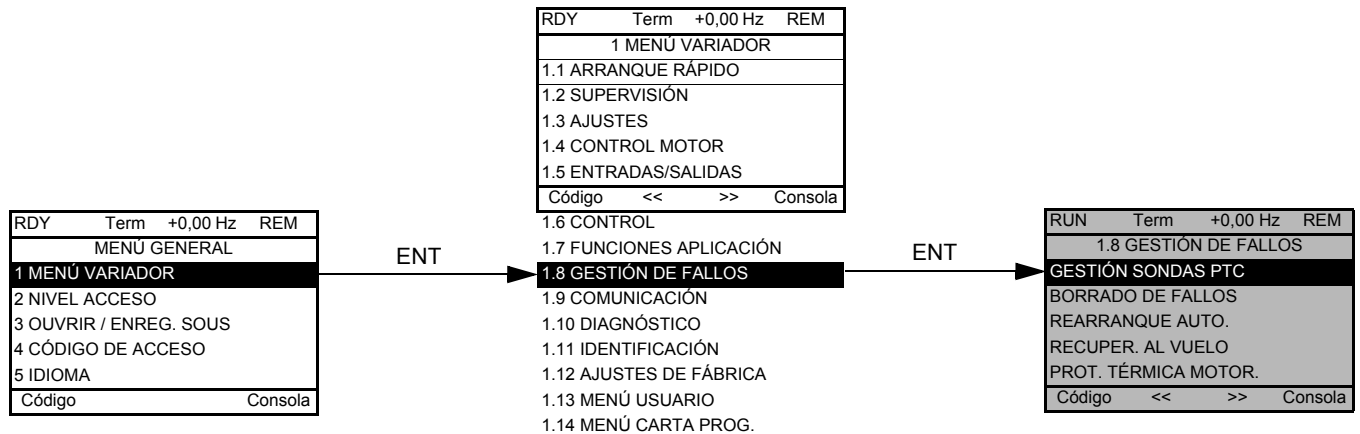 RDY Term +0,00 Hz REM
MENÚ GENERAL
1 MENÚ VARIADOR
2 NIVEL ACCESO
3 OUVRIR / ENREG. SOUS
4 CÓDIGO DE ACCESO
5 IDIOMA
Código Consola
ENT
RDY Term +0,00 Hz REM
1 MENÚ VARIADOR
1.1 ARRANQUE RÁPIDO
1.2 SUPERVISIÓN
1.3 AJUSTES
1.4 CONTROL MOTOR
1.5 ENTRADAS/SALIDAS
Código << >> Consola
1.6 CONTROL
1.7 FUNCIONES APLICACIÓN
1.8 GESTIÓN DE FALLOS
1.9 COMUNICACIÓN
1.10 DIAGNÓSTICO
1.11 IDENTIFICACIÓN
1.12 AJUSTES DE FÁBRICA
1.13 MENÚ USUARIO
1.14 MENÚ CARTA PROG.
ENT
RUN Term +0,00 Hz REM
1.8 GESTIÓN DE FALLOS
GESTIÓN SONDAS PTC
BORRADO DE FALLOS
REARRANQUE AUTO.
RECUPER. AL VUELO
PROT. TÉRMICA MOTOR.
Código << >> Consola